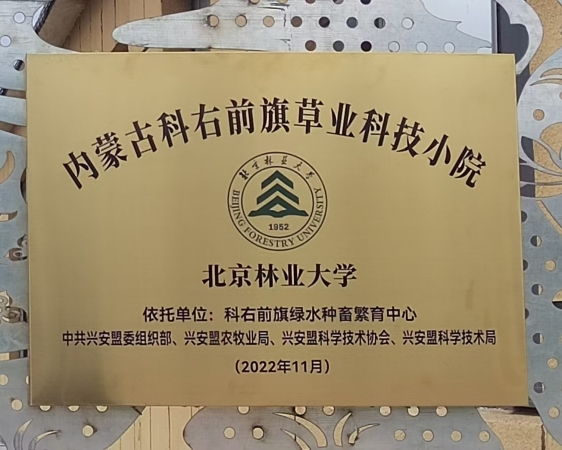 内蒙古科右前旗草业科技小院
北京林业大学
BEIJING FORESTRY UNIVERSITY
1952
北京林业大学
依托单位：科右前旗绿水种畜繁育中心
中共兴安盟委组织部、兴安盟农牧业局、兴安盟科学技术协会、兴安盟科学技术局
（2022年11月）